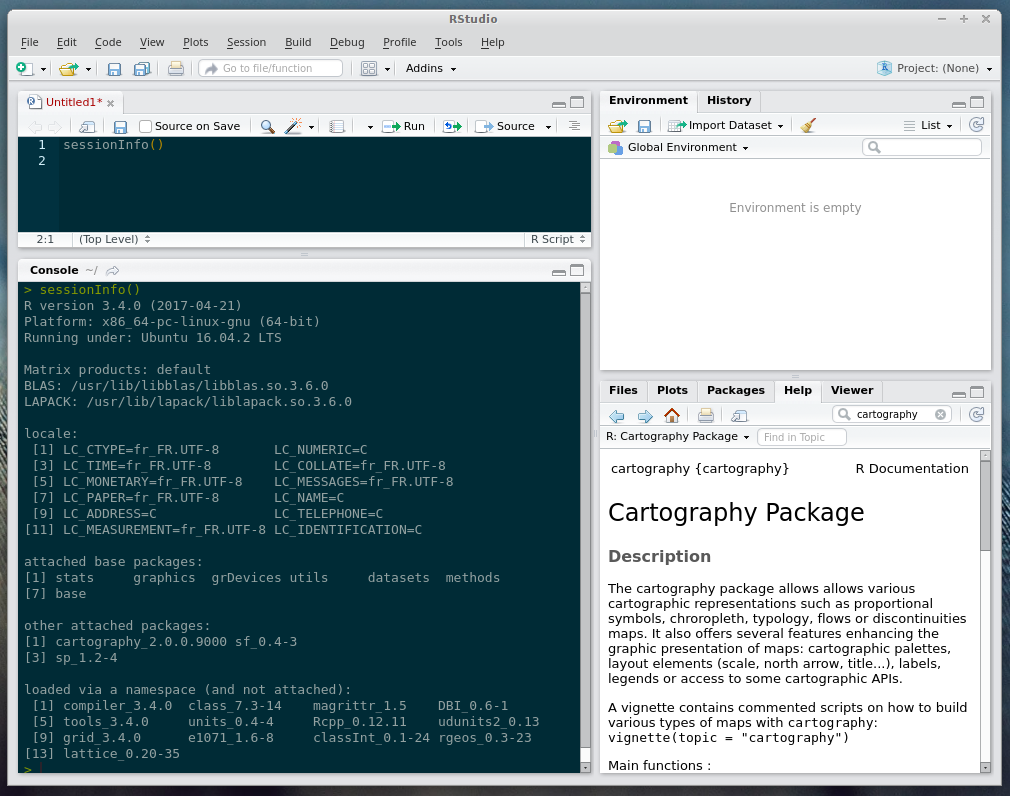 RStudio
File Edit Code View Plots Session Build Debug Profile Tools Help
Go to file/function Addins Project: (None)
Untitled1*
Source on Save Run Source
1 sessionInfo()
2
2:1 (Top Level) R Script
Console ~/
> sessionInfo()
R version 3.4.0 (2017-04-21)
Platform: x86_64-pc-linux-gnu (64-bit)
Running under: Ubuntu 16.04.2 LTS
Matrix products: default
BLAS: /usr/lib/libblas/libblas.so.3.6.0
LAPACK: /usr/lib/lapack/liblapack.so.3.6.0
locale:
[1] LC_CTYPE=fr_FR.UTF-8 LC_NUMERIC=C
[3] LC_TIME=fr_FR.UTF-8 LC_COLLATE=fr_FR.UTF-8
[5] LC_MONETARY=fr_FR.UTF-8 LC_MESSAGES=fr_FR.UTF-8
[7] LC_PAPER=fr_FR.UTF-8 LC_NAME=C
[9] LC_ADDRESS=C LC_TELEPHONE=C
[11] LC_MEASUREMENT=fr_FR.UTF-8 LC_IDENTIFICATION=C
attached base packages:
[1] stats graphics grDevices utils datasets methods
[7] base
other attached packages:
[1] cartography_2.0.0.9000 sf_0.4-3
[3] sp_1.2-4
loaded via a namespace (and not attached):
[1] compiler_3.4.0 class_7.3-14 magrittr_1.5 DBI_0.6-1
[5] tools_3.4.0 units_0.4-4 Rcpp_0.12.11 udunits2_0.13
[9] grid_3.4.0 e1071_1.6-8 classInt_0.1-24 rgeos_0.3-23
[13] lattice_0.20-35
>
Environment History
Import Dataset List
Global Environment
Environment is empty
Files Plots Packages Help Viewer
cartography
R: Cartography Package Find in Topic
cartography {cartography} R Documentation
Cartography Package
Description
The cartography package allows allows various
cartographic representations such as proportional
symbols, chroropleth, typology, flows or discontinuities
maps. It also offers several features enhancing the
graphic presentation of maps: cartographic palettes,
layout elements (scale, north arrow, title...), labels,
legends or access to some cartographic APIs.
A vignette contains commented scripts on how to build
various types of maps with cartography:
vignette(topic = "cartography")
Main functions :